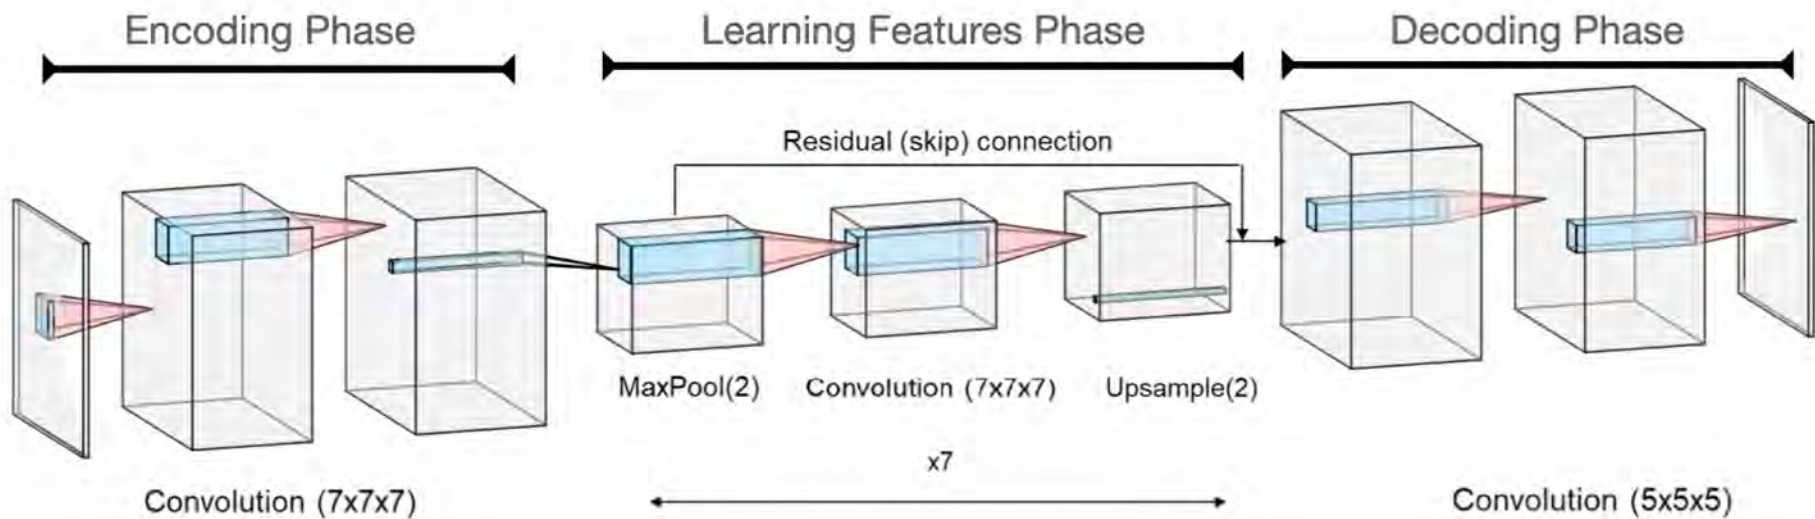 Encoding Phase
Learning Features Phase
Decoding Phase
Residual (skip) connection
MaxPool(2)
Convolution (7x7x7)
Upsample(2)
x7
Convolution (7x7x7)
Convolution (5x5x5)